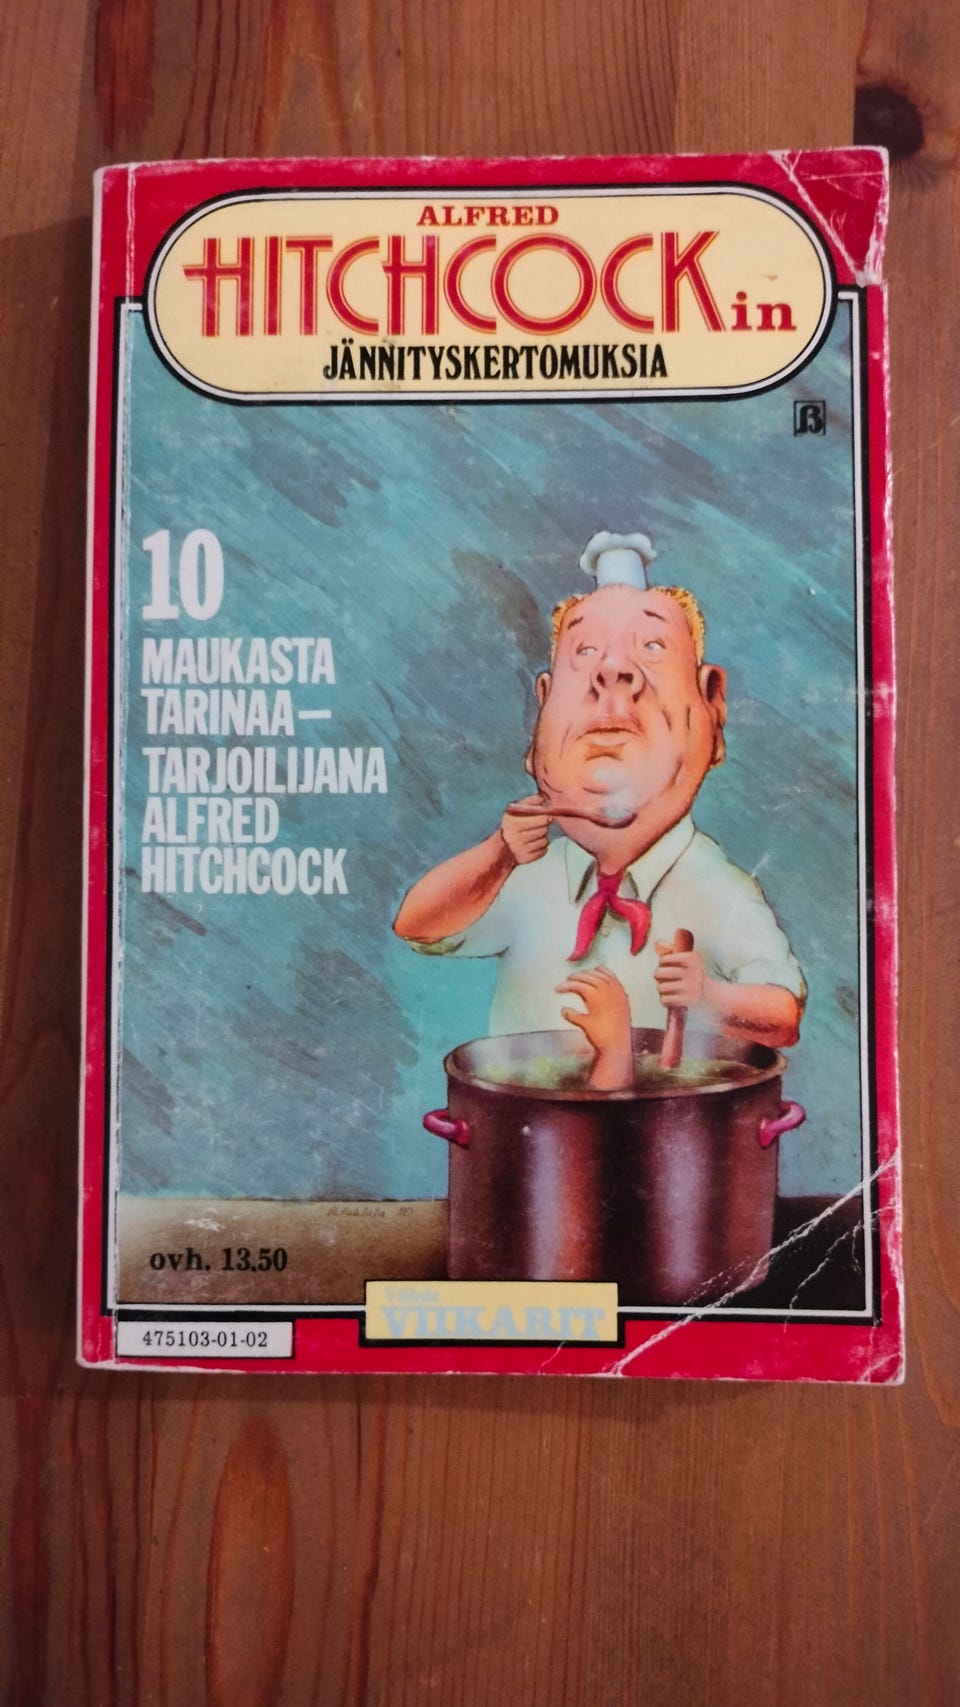 ALFRED
HITCHCOCKin
JÄNNITYSKERTOMUKSIA
10
MAUKASTA
TARINAA–
TARJOILIJANA
ALFRED
HITCHCOCK
ovh. 13,50
VIIKARIT
475103-01-02